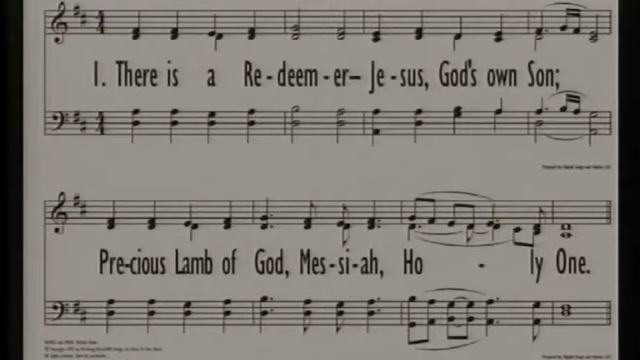 1. There is a Re-deem-er– Je-sus, God's own Son;
Pre-cious Lamb of God, Mes-si-ah, Ho - ly One.